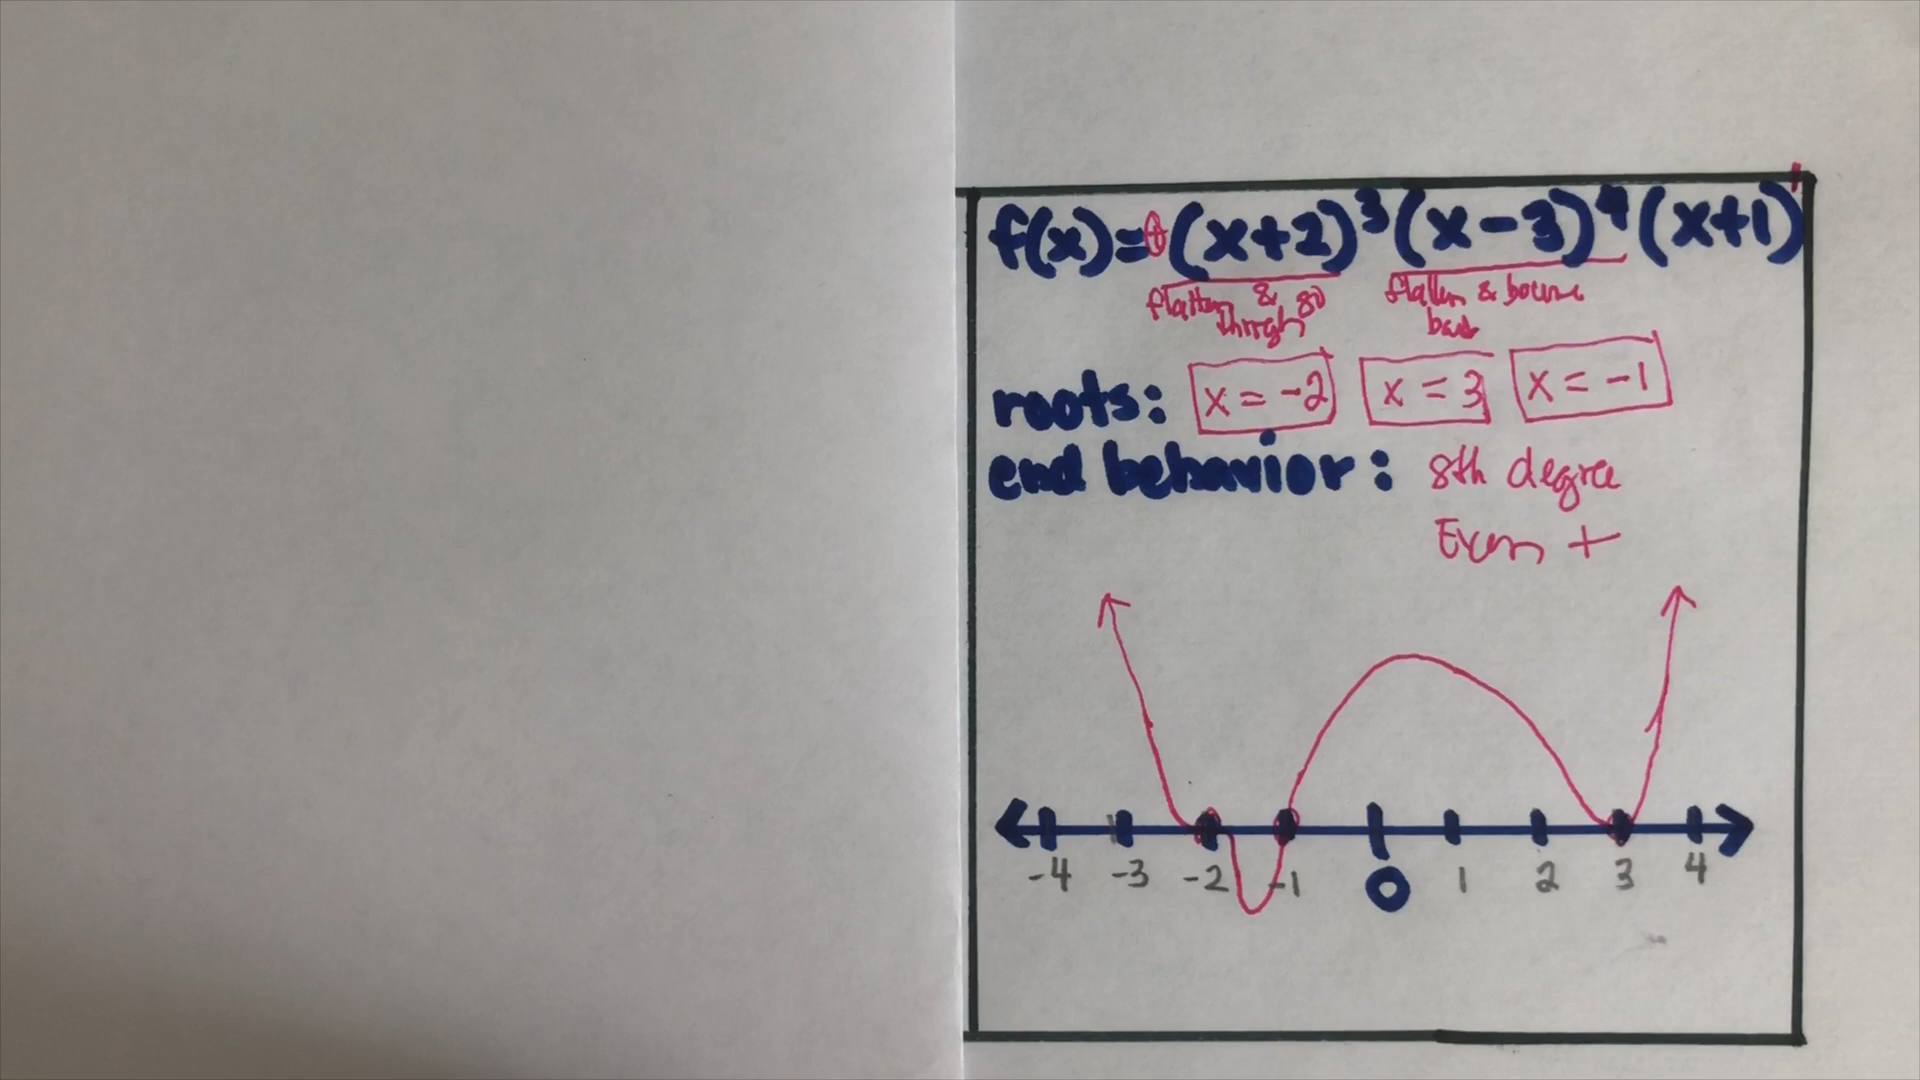 f(x)=+(x+2)³(x-3)⁴(x+1)¹
flatten & go
through
flatten & bounce
back
roots: x = -2 x = 3 x = -1
end behavior: 8th degree
Even +
-4 -3 -2 -1 0 1 2 3 4